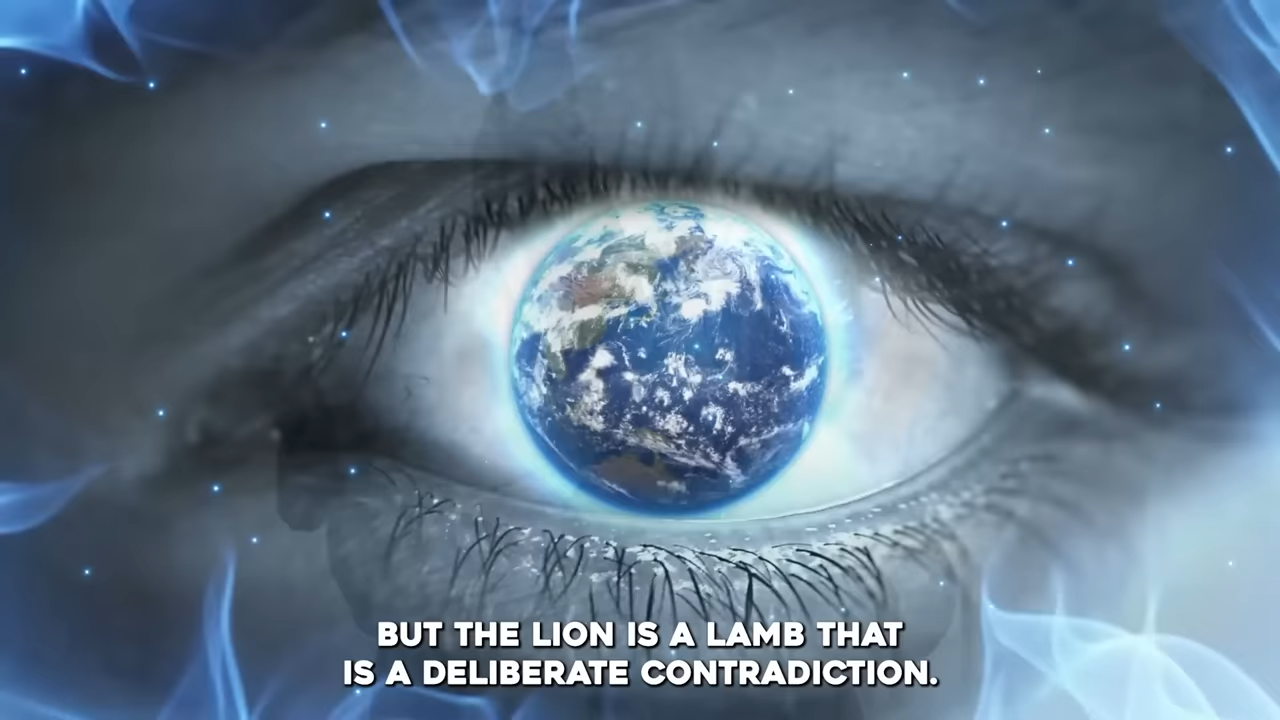 BUT THE LION IS A LAMB THAT
IS A DELIBERATE CONTRADICTION.